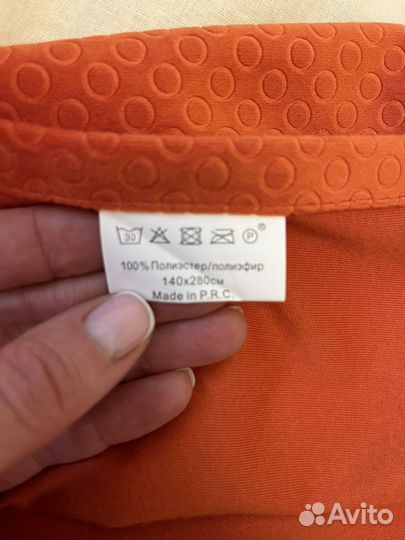 30 P ®
100% Полиэстер/полиэфир
140x280см
Made in P.R.C.
Avito